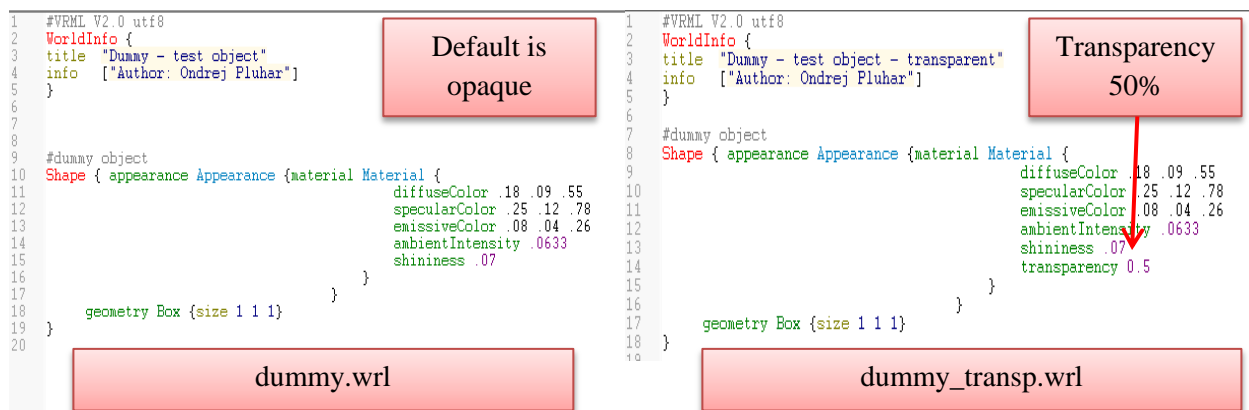 1 #VRML V2.0 utf8
2 WorldInfo {
3 title "Dummy - test object"
4 info ["Author: Ondrej Pluhar"]
5 }
6
7
8
9 #dummy object
10 Shape { appearance Appearance {material Material {
11 diffuseColor .18 .09 .55
12 specularColor .25 .12 .78
13 emissiveColor .08 .04 .26
14 ambientIntensity .0633
15 shininess .07
16 }
17 }
18 geometry Box {size 1 1 1}
19 }
20
Default is
opaque
dummy.wrl
1 #VRML V2.0 utf8
2 WorldInfo {
3 title "Dummy - test object - transparent"
4 info ["Author: Ondrej Pluhar"]
5 }
6
7 #dummy object
8 Shape { appearance Appearance {material Material {
9 diffuseColor .18 .09 .55
10 specularColor .25 .12 .78
11 emissiveColor .08 .04 .26
12 ambientIntensity .0633
13 shininess .07
14 transparency 0.5
15 }
16 }
17 geometry Box {size 1 1 1}
18 }
19
Transparency
50%
dummy_transp.wrl